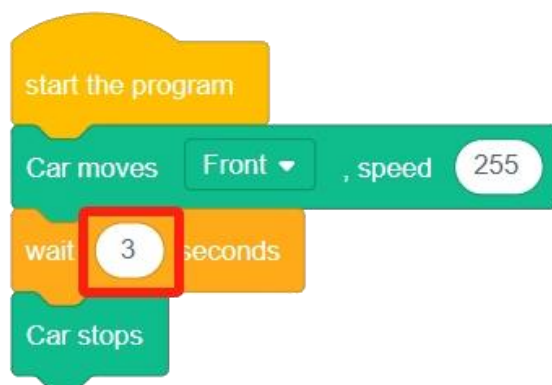 start the program
Car moves Front , speed 255
wait 3 seconds
Car stops